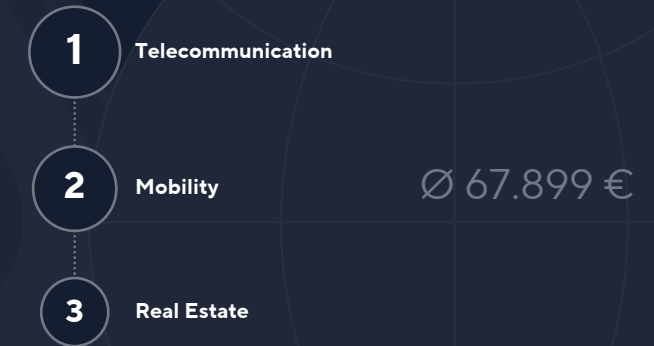 1 Telecommunication
2 Mobility Ø 67.899 €
3 Real Estate